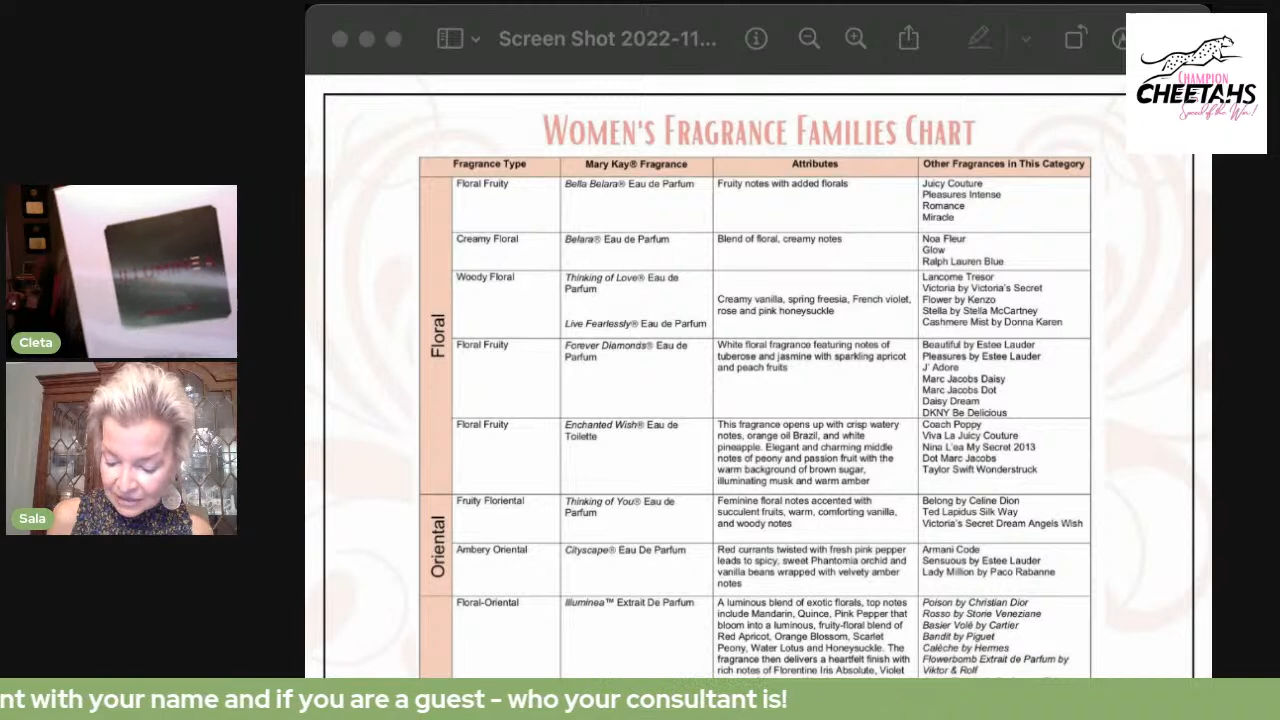 Screen Shot 2022-11...
CHAMPION
CHEETAHS
Speed of the Win!
WOMEN'S FRAGRANCE FAMILIES CHART
Fragrance Type Mary Kay® Fragrance Attributes Other Fragrances in This Category
Floral
Floral Fruity
Bella Belara® Eau de Parfum
Fruity notes with added florals
Juicy Couture
Pleasures Intense
Romance
Miracle
Creamy Floral
Belara® Eau de Parfum
Blend of floral, creamy notes
Noa Fleur
Glow
Ralph Lauren Blue
Woody Floral
Thinking of Love® Eau de
Parfum
Live Fearlessly® Eau de Parfum
Creamy vanilla, spring freesia, French violet,
rose and pink honeysuckle
Lancome Tresor
Victoria by Victoria's Secret
Flower by Kenzo
Stella by Stella McCartney
Cashmere Mist by Donna Karen
Floral Fruity
Forever Diamonds® Eau de
Parfum
White floral fragrance featuring notes of
tuberose and jasmine with sparkling apricot
and peach fruits
Beautiful by Estee Lauder
Pleasures by Estee Lauder
J' Adore
Marc Jacobs Daisy
Marc Jacobs Dot
Daisy Dream
DKNY Be Delicious
Floral Fruity
Enchanted Wish® Eau de
Toilette
This fragrance opens up with crisp watery
notes, orange oil Brazil, and white
pineapple. Elegant and charming middle
notes of peony and passion fruit with the
warm background of brown sugar,
illuminating musk and warm amber
Coach Poppy
Viva La Juicy Couture
Nina L'ea My Secret 2013
Dot Marc Jacobs
Taylor Swift Wonderstruck
Oriental
Fruity Floriental
Thinking of You® Eau de
Parfum
Feminine floral notes accented with
succulent fruits, warm, comforting vanilla,
and woody notes
Belong by Celine Dion
Ted Lapidus Silk Way
Victoria's Secret Dream Angels Wish
Ambery Oriental
Cityscape® Eau De Parfum
Red currants twisted with fresh pink pepper
leads to spicy, sweet Phantomia orchid and
vanilla beans wrapped with velvety amber
notes
Armani Code
Sensuous by Estee Lauder
Lady Million by Paco Rabanne
Floral-Oriental
Illuminea™ Extrait De Parfum
A luminous blend of exotic florals, top notes
include Mandarin, Quince, Pink Pepper that
bloom into a luminous, fruity-floral blend of
Red Apricot, Orange Blossom, Scarlet
Peony, Water Lotus and Honeysuckle. The
fragrance then delivers a heartfelt finish with
rich notes of Florentine Iris Absolute, Violet
Poison by Christian Dior
Rosso by Storie Veneziane
Basier Volé by Cartier
Bandit by Piguet
Calèche by Hermes
Flowerbomb Extrait de Parfum by
Viktor & Rolf
ILLUMINEA
Cleta
Sala
nt with your name and if you are a guest - who your consultant is!